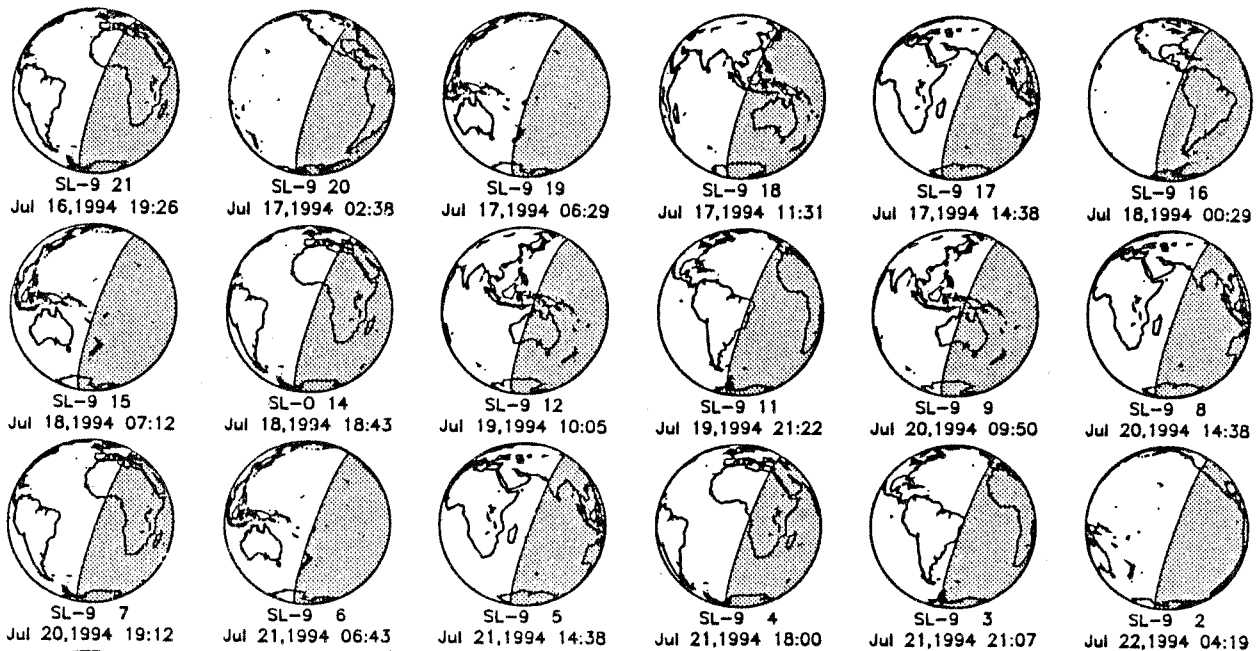 SL-9 21
Jul 16,1994 19:26
SL-9 20
Jul 17,1994 02:38
SL-9 19
Jul 17,1994 06:29
SL-9 18
Jul 17,1994 11:31
SL-9 17
Jul 17,1994 14:38
SL-9 16
Jul 18,1994 00:29
SL-9 15
Jul 18,1994 07:12
SL-O 14
Jul 18,1994 18:43
SL-9 12
Jul 19,1994 10:05
SL-9 11
Jul 19,1994 21:22
SL-9 9
Jul 20,1994 09:50
SL-9 8
Jul 20,1994 14:38
SL-9 7
Jul 20,1994 19:12
SL-9 6
Jul 21,1994 06:43
SL-9 5
Jul 21,1994 14:38
SL-9 4
Jul 21,1994 18:00
SL-9 3
Jul 21,1994 21:07
SL-9 2
Jul 22,1994 04:19